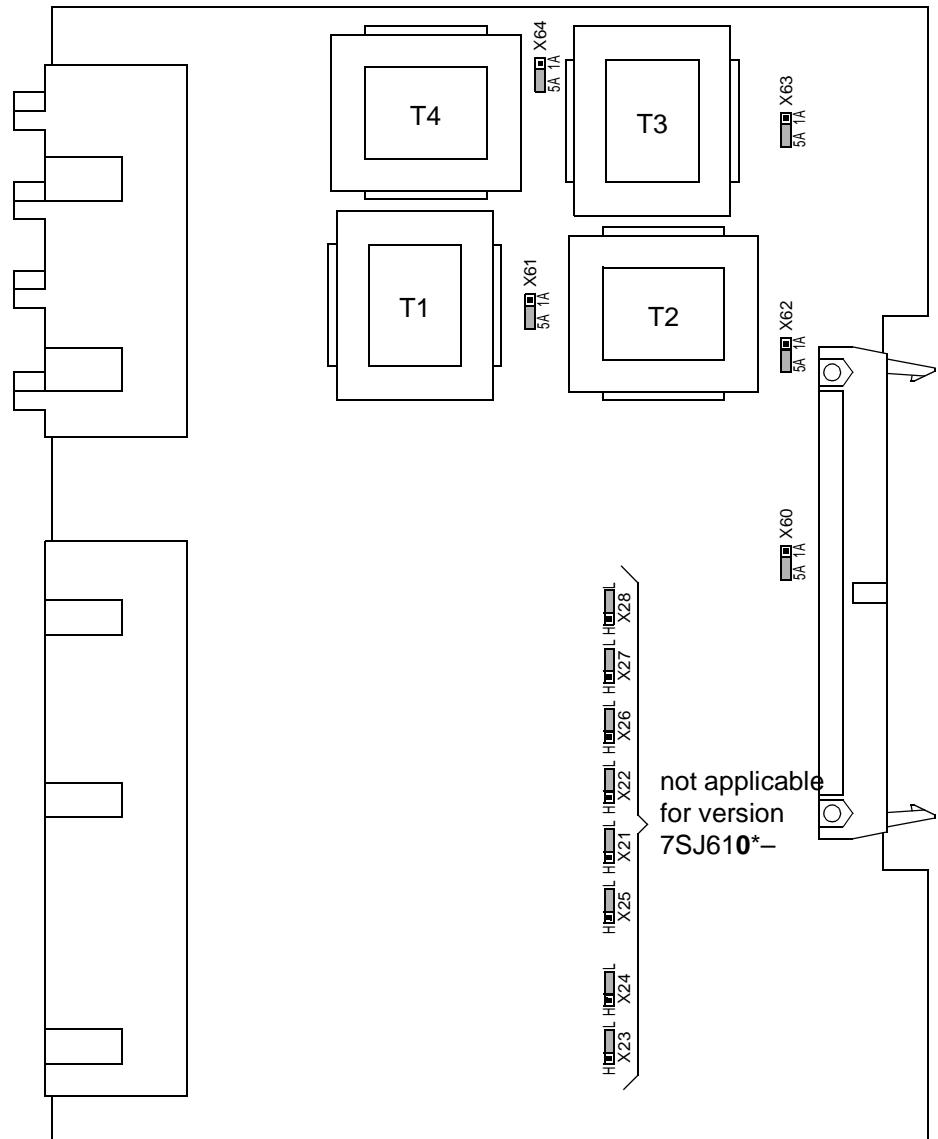 X64
5A 1A
T4
T3
X63
5A 1A
X61
5A 1A
T1
T2
X62
5A 1A
X60
5A 1A
H L
X28
H L
X27
H L
X26
H L
X22
H L
X21
H L
X25
H L
X24
H L
X23
not applicable
for version
7SJ610*–